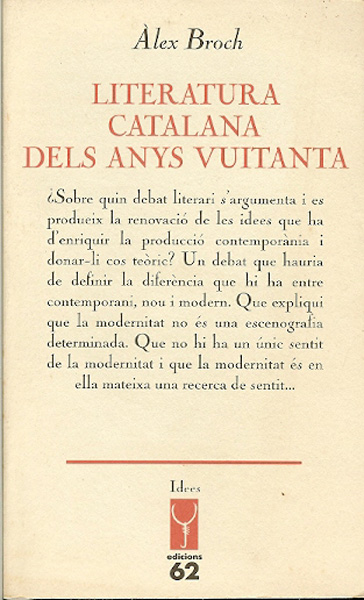 Àlex Broch
LITERATURA
CATALANA
DELS ANYS VUITANTA
¿Sobre quin debat literari s'argumenta i es
produeix la renovació de les idees que ha
d'enriquir la producció contemporània i
donar-li cos teòric? Un debat que hauria
de definir la diferència que hi ha entre
contemporani, nou i modern. Que expliqui
que la modernitat no és una escenografia
determinada. Que no hi ha un únic sentit
de la modernitat i que la modernitat és en
ella mateixa una recerca de sentit...
Idees
edicions
62